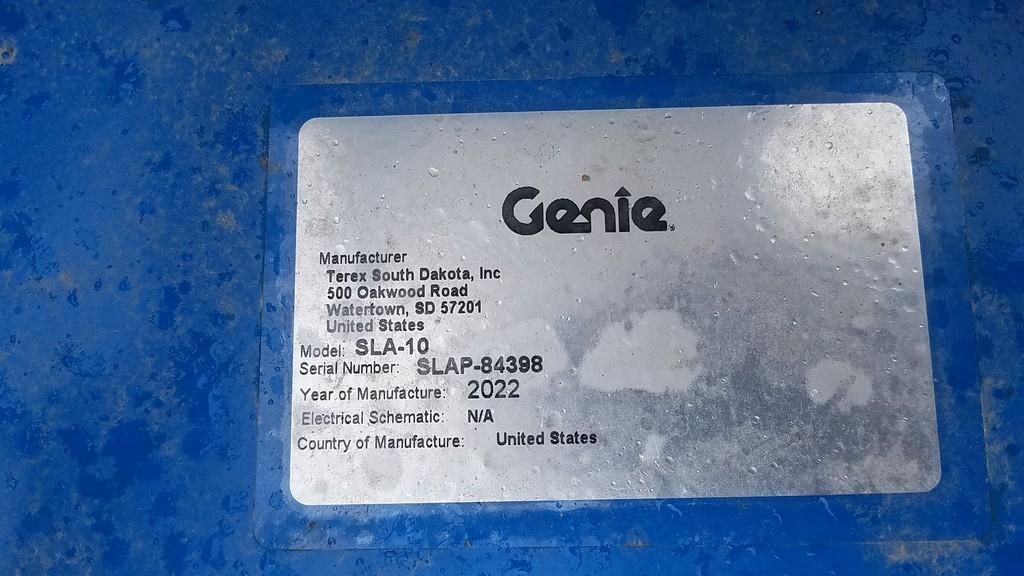 Genie
Manufacturer
Terex South Dakota, Inc
500 Oakwood Road
Watertown, SD 57201
United States
Model: SLA-10
Serial Number: SLAP-84398
Year of Manufacture: 2022
Electrical Schematic: N/A
Country of Manufacture: United States